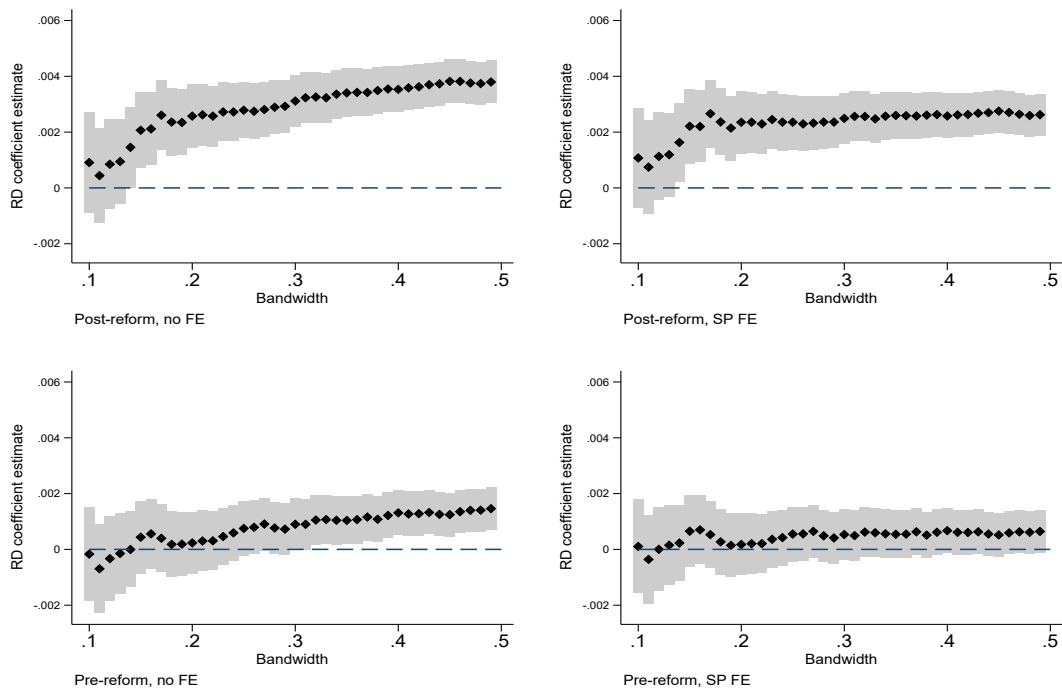 .006
.004
.002
0
-.002
RD coefficient estimate
.1 .2 .3 .4 .5
Bandwidth
Post-reform, no FE
.006
.004
.002
0
-.002
RD coefficient estimate
.1 .2 .3 .4 .5
Bandwidth
Post-reform, SP FE
.006
.004
.002
0
-.002
RD coefficient estimate
.1 .2 .3 .4 .5
Bandwidth
Pre-reform, no FE
.006
.004
.002
0
-.002
RD coefficient estimate
.1 .2 .3 .4 .5
Bandwidth
Pre-reform, SP FE